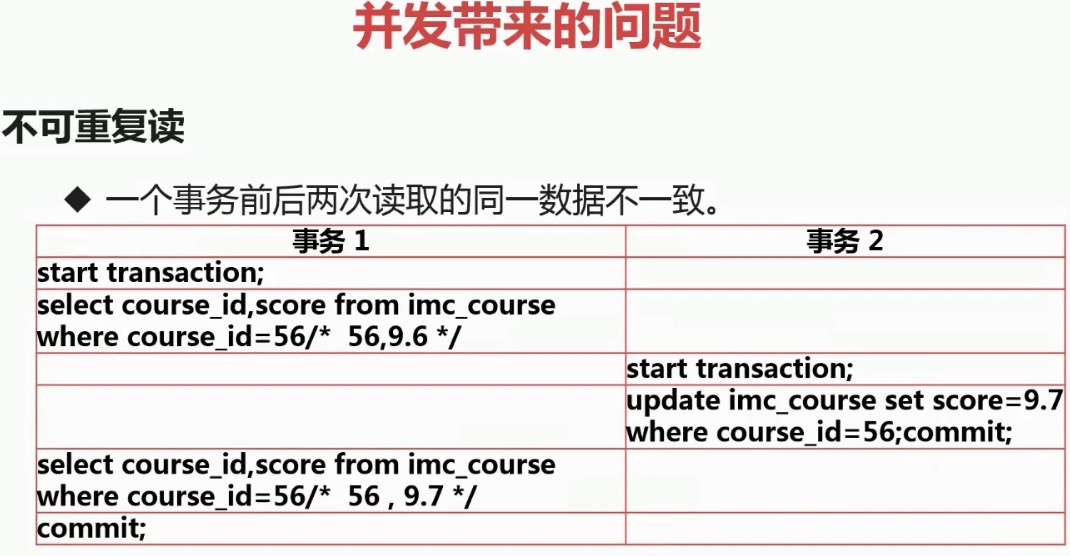 并发带来的问题
不可重复读
◆ 一个事务前后两次读取的同一数据不一致。
事务 1
事务 2
start transaction;
select course_id,score from imc_course
where course_id=56/*  56,9.6 */
start transaction;
update imc_course set score=9.7
where course_id=56;commit;
select course_id,score from imc_course
where course_id=56/*  56 , 9.7 */
commit;